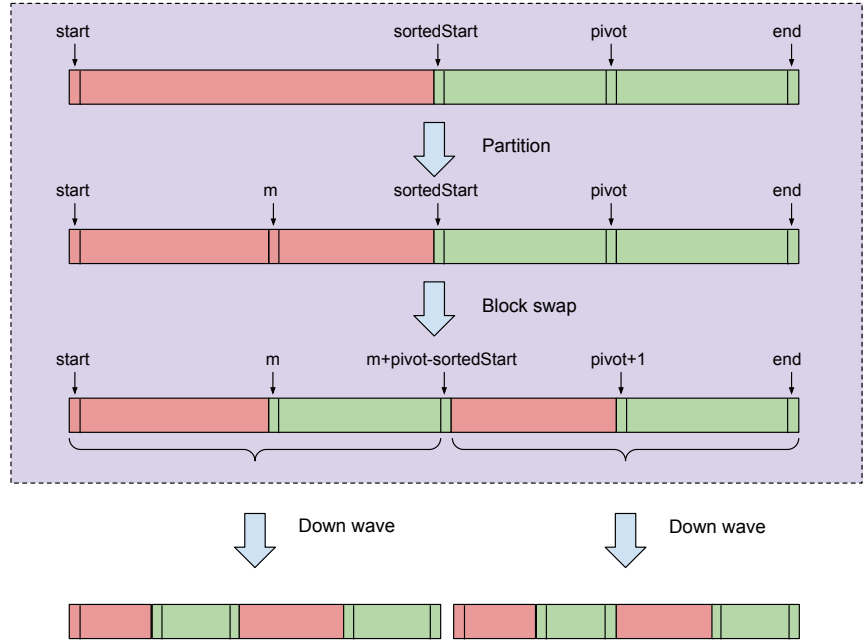 start sortedStart pivot end
Partition
start m sortedStart pivot end
Block swap
start m m+pivot-sortedStart pivot+1 end
Down wave Down wave